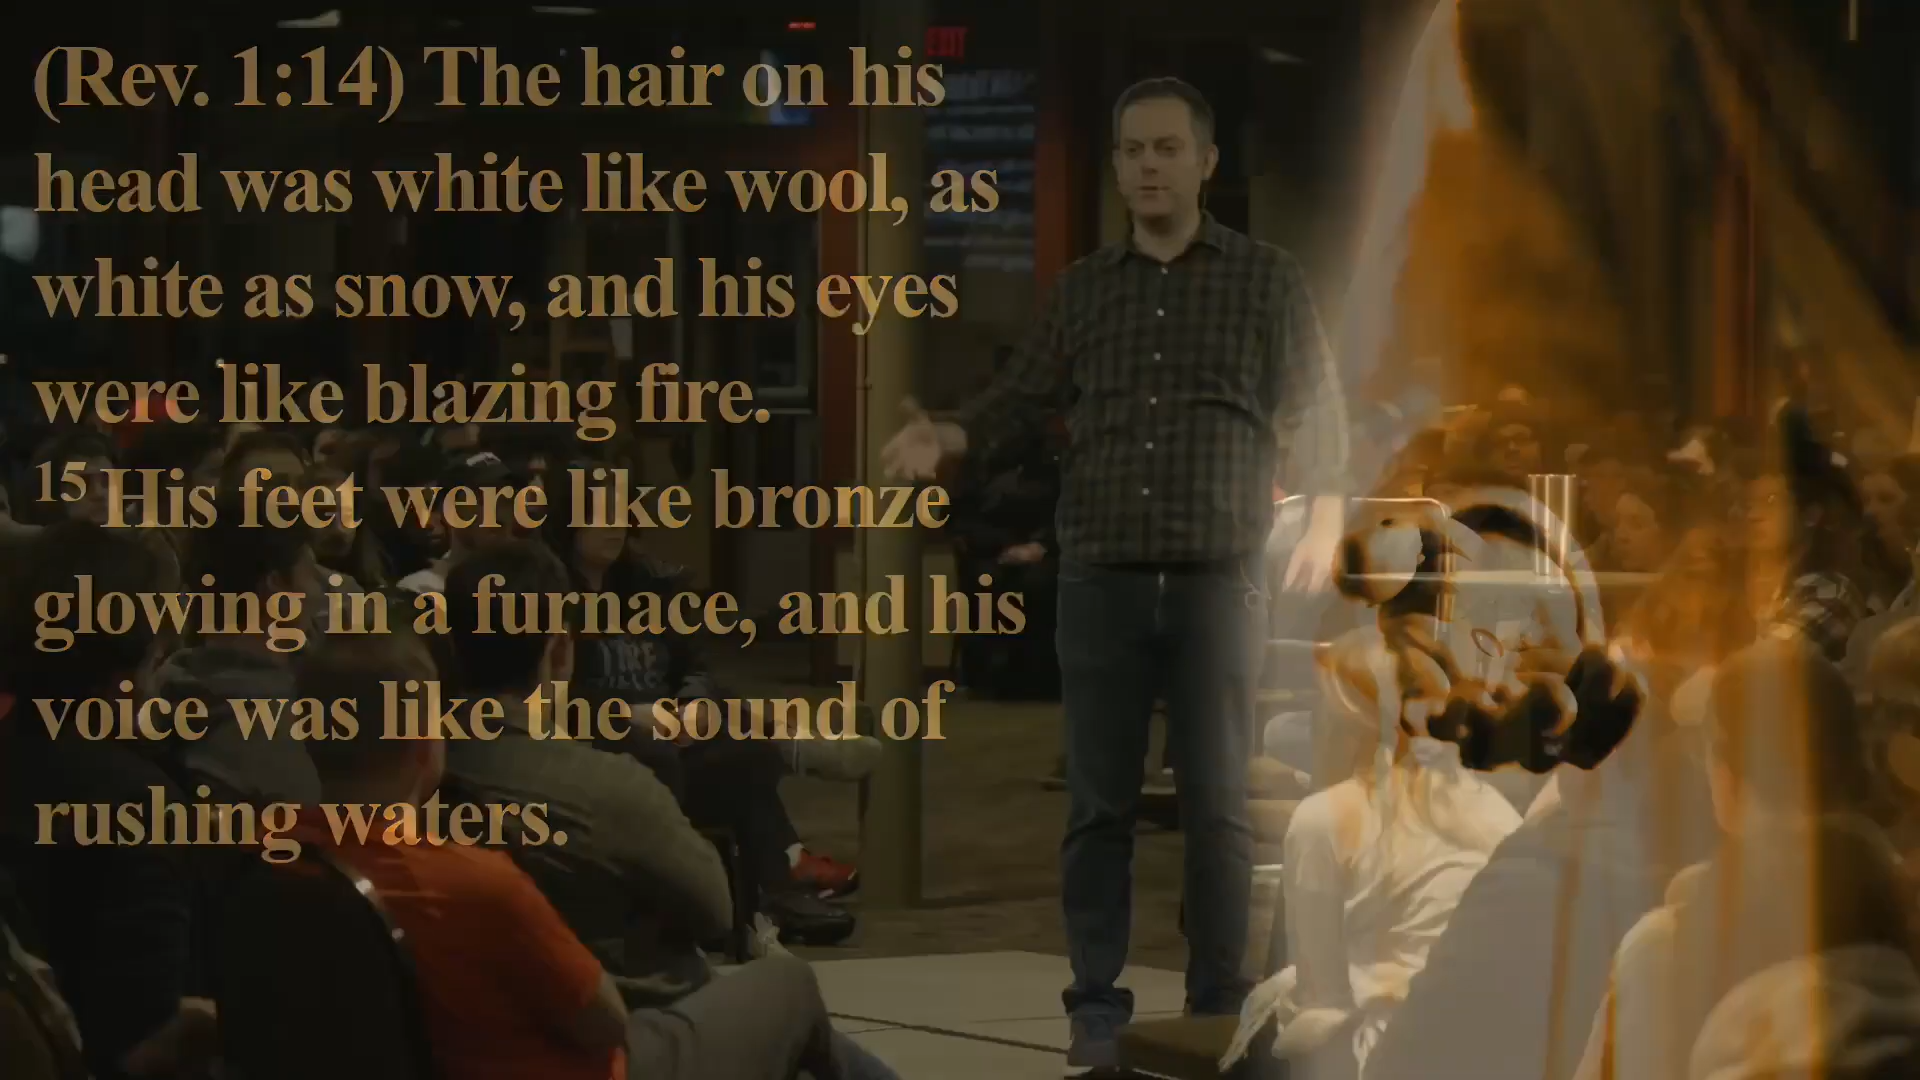 (Rev. 1:14) The hair on his
head was white like wool, as
white as snow, and his eyes
were like blazing fire.
15 His feet were like bronze
glowing in a furnace, and his
voice was like the sound of
rushing waters.
EXIT